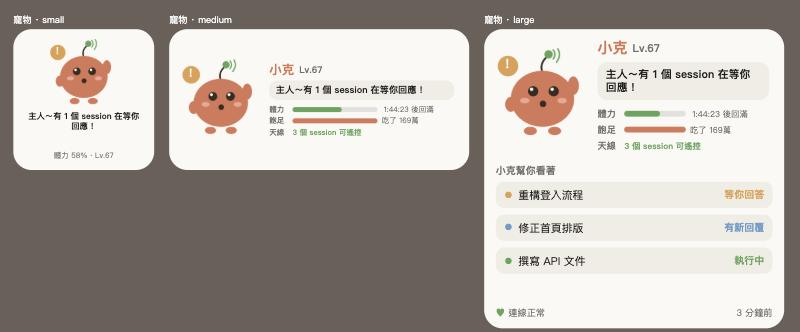 寵物 · small
!
主人～有 1 個 session 在等你
回應！
體力 58% · Lv.67
寵物 · medium
!
小克 Lv.67
主人～有 1 個 session 在等你回應！
體力 1:44:23 後回滿
飽足 吃了 169萬
天線 3 個 session 可遙控
寵物 · large
!
小克 Lv.67
主人～有 1 個 session 在等你
回應！
體力 1:44:23 後回滿
飽足 吃了 169萬
天線 3 個 session 可遙控
小克幫你看著
重構登入流程 等你回答
修正首頁排版 有新回覆
撰寫 API 文件 執行中
連線正常 3 分鐘前